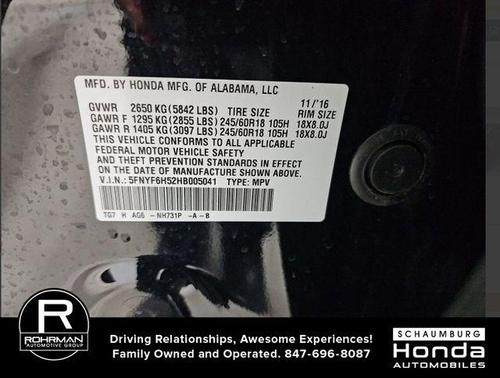 MFD. BY HONDA MFG. OF ALABAMA, LLC
GVWR 2650 KG (5842 LBS) TIRE SIZE 11/'16 RIM SIZE
GAWR F 1295 KG (2855 LBS) 245/60R18 105H 18X8.0J
GAWR R 1405 KG (3097 LBS) 245/60R18 105H 18X8.0J
THIS VEHICLE CONFORMS TO ALL APPLICABLE
FEDERAL MOTOR VEHICLE SAFETY
AND THEFT PREVENTION STANDARDS IN EFFECT
ON THE DATE OF MANUFACTURE SHOWN ABOVE.
V.I.N: 5FNYF6H52HB005041 TYPE: MPV
TG7 H AG6 -NH731P -A-B
R
ROHRMAN
AUTOMOTIVE GROUP
Driving Relationships, Awesome Experiences!
Family Owned and Operated. 847-696-8087
SCHAUMBURG
Honda
AUTOMOBILES